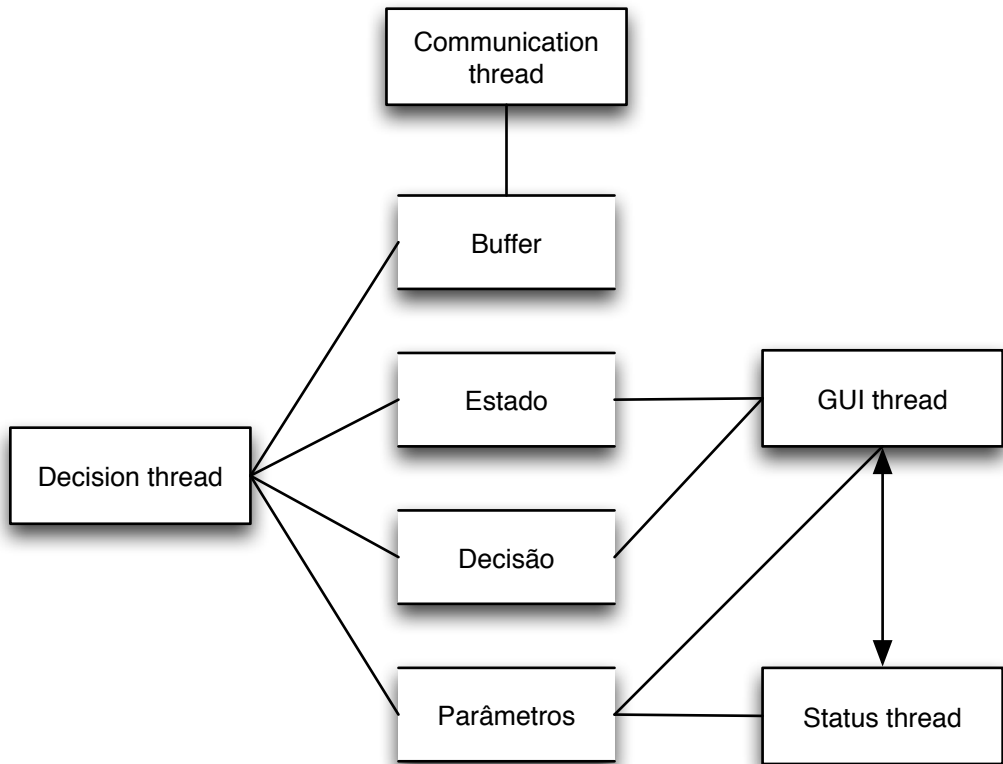 Communication
thread
Buffer
Estado
GUI thread
Decision thread
Decisão
Parâmetros
Status thread